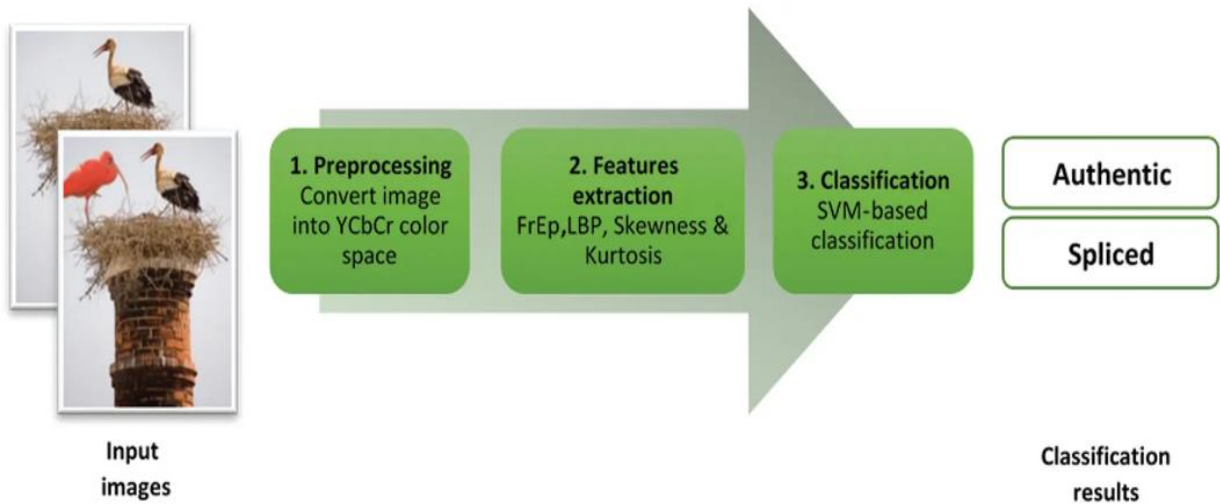 1. Preprocessing
Convert image
into YCbCr color
space
2. Features
extraction
FrEp,LBP, Skewness &
Kurtosis
3. Classification
SVM-based
classification
Authentic
Spliced
Input
images
Classification
results